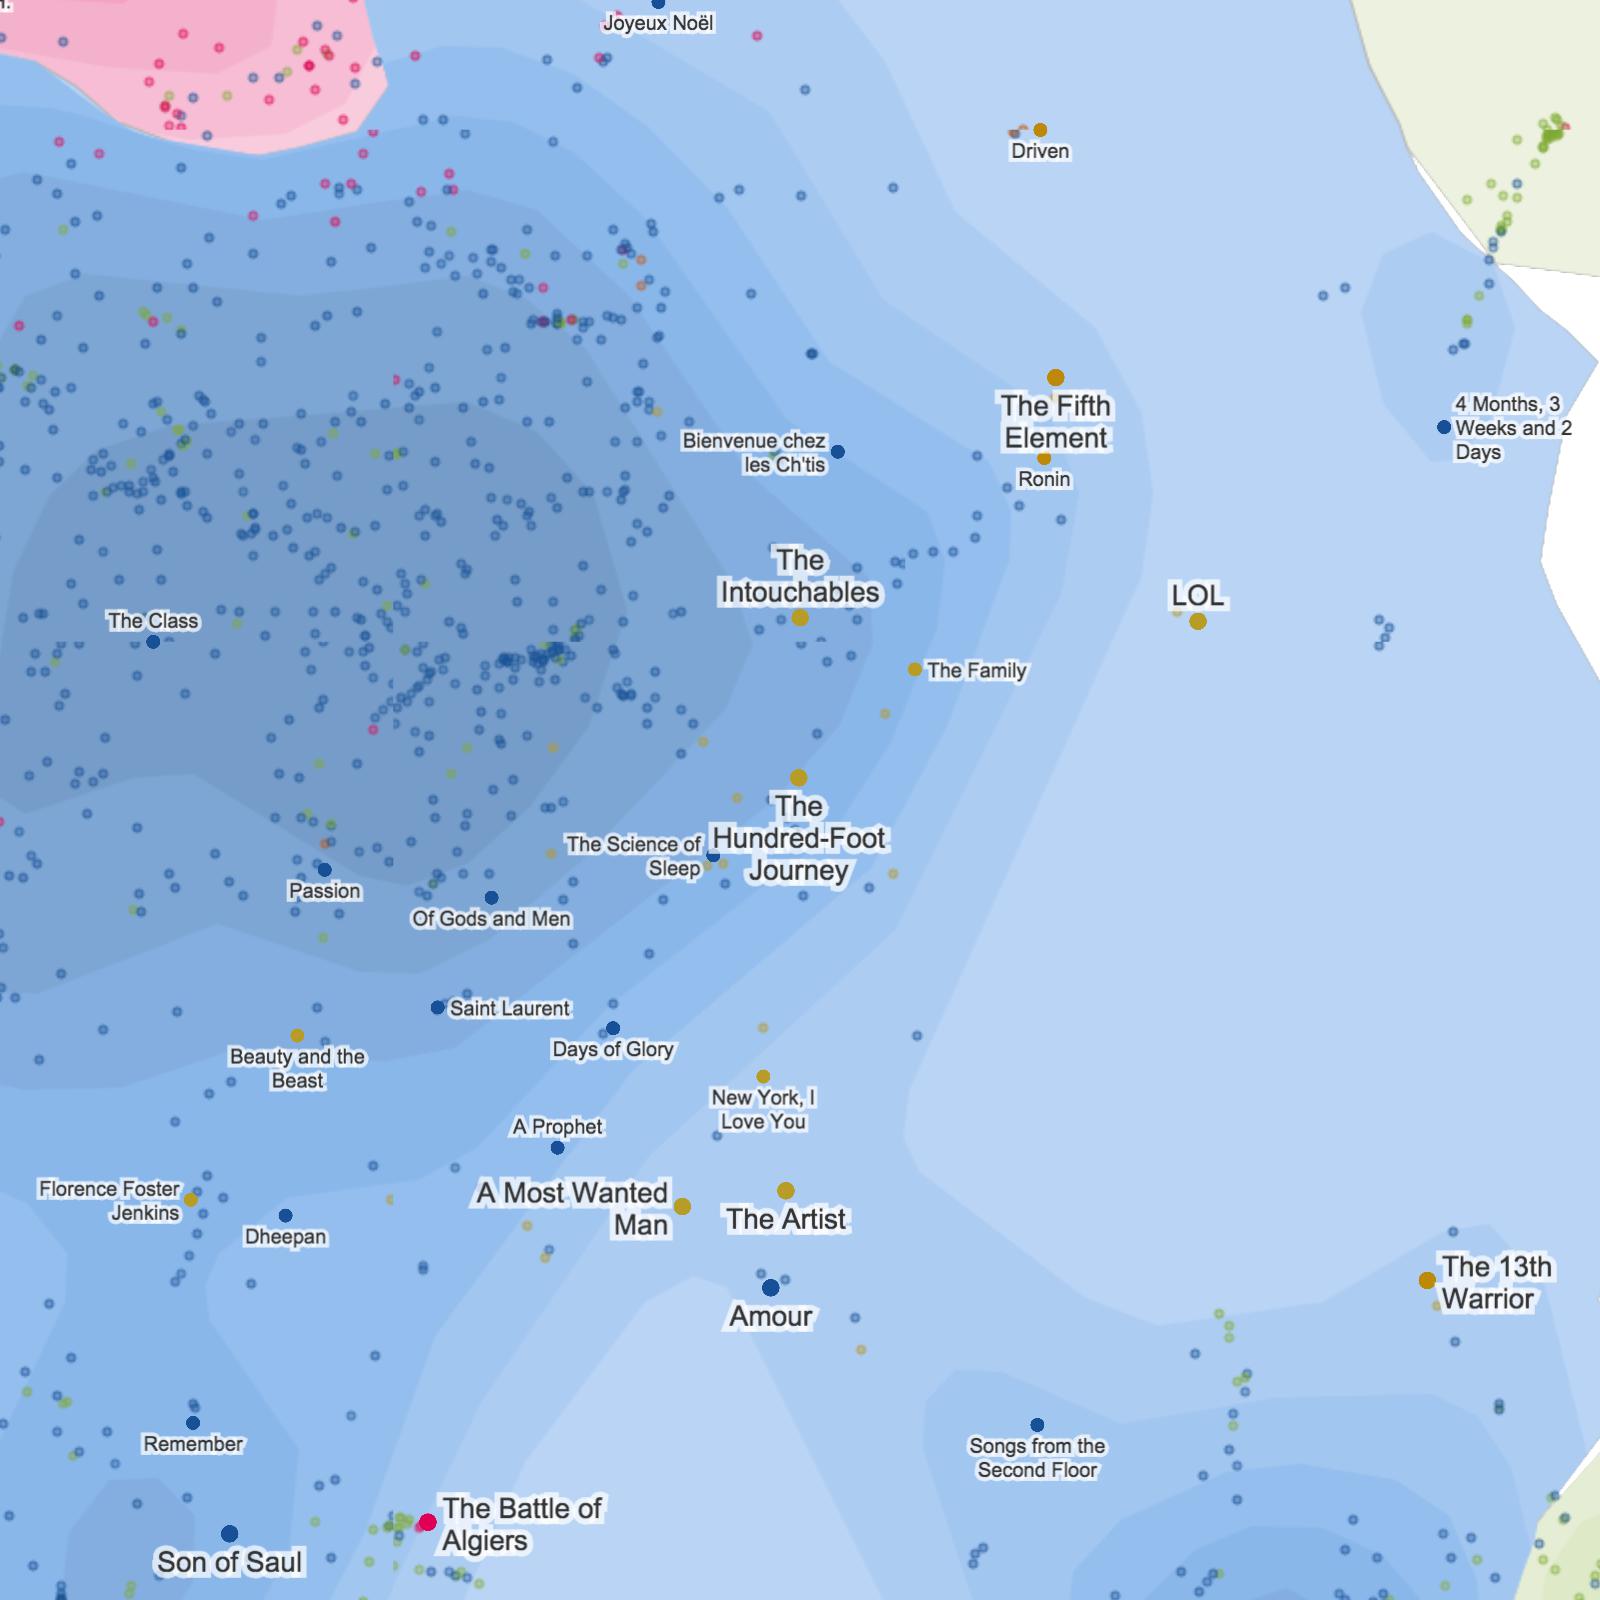 Joyeux Noël
Driven
The Fifth
Element
Ronin
4 Months, 3
Weeks and 2
Days
Bienvenue chez
les Ch'tis
The
Intouchables
LOL
The Class
The Family
The
Hundred-Foot
Journey
The Science of
Sleep
Passion
Of Gods and Men
Saint Laurent
Days of Glory
Beauty and the
Beast
New York, I
Love You
A Prophet
Florence Foster
Jenkins
A Most Wanted
Man
The Artist
Dheepan
The 13th
Warrior
Amour
Remember
Songs from the
Second Floor
The Battle of
Algiers
Son of Saul